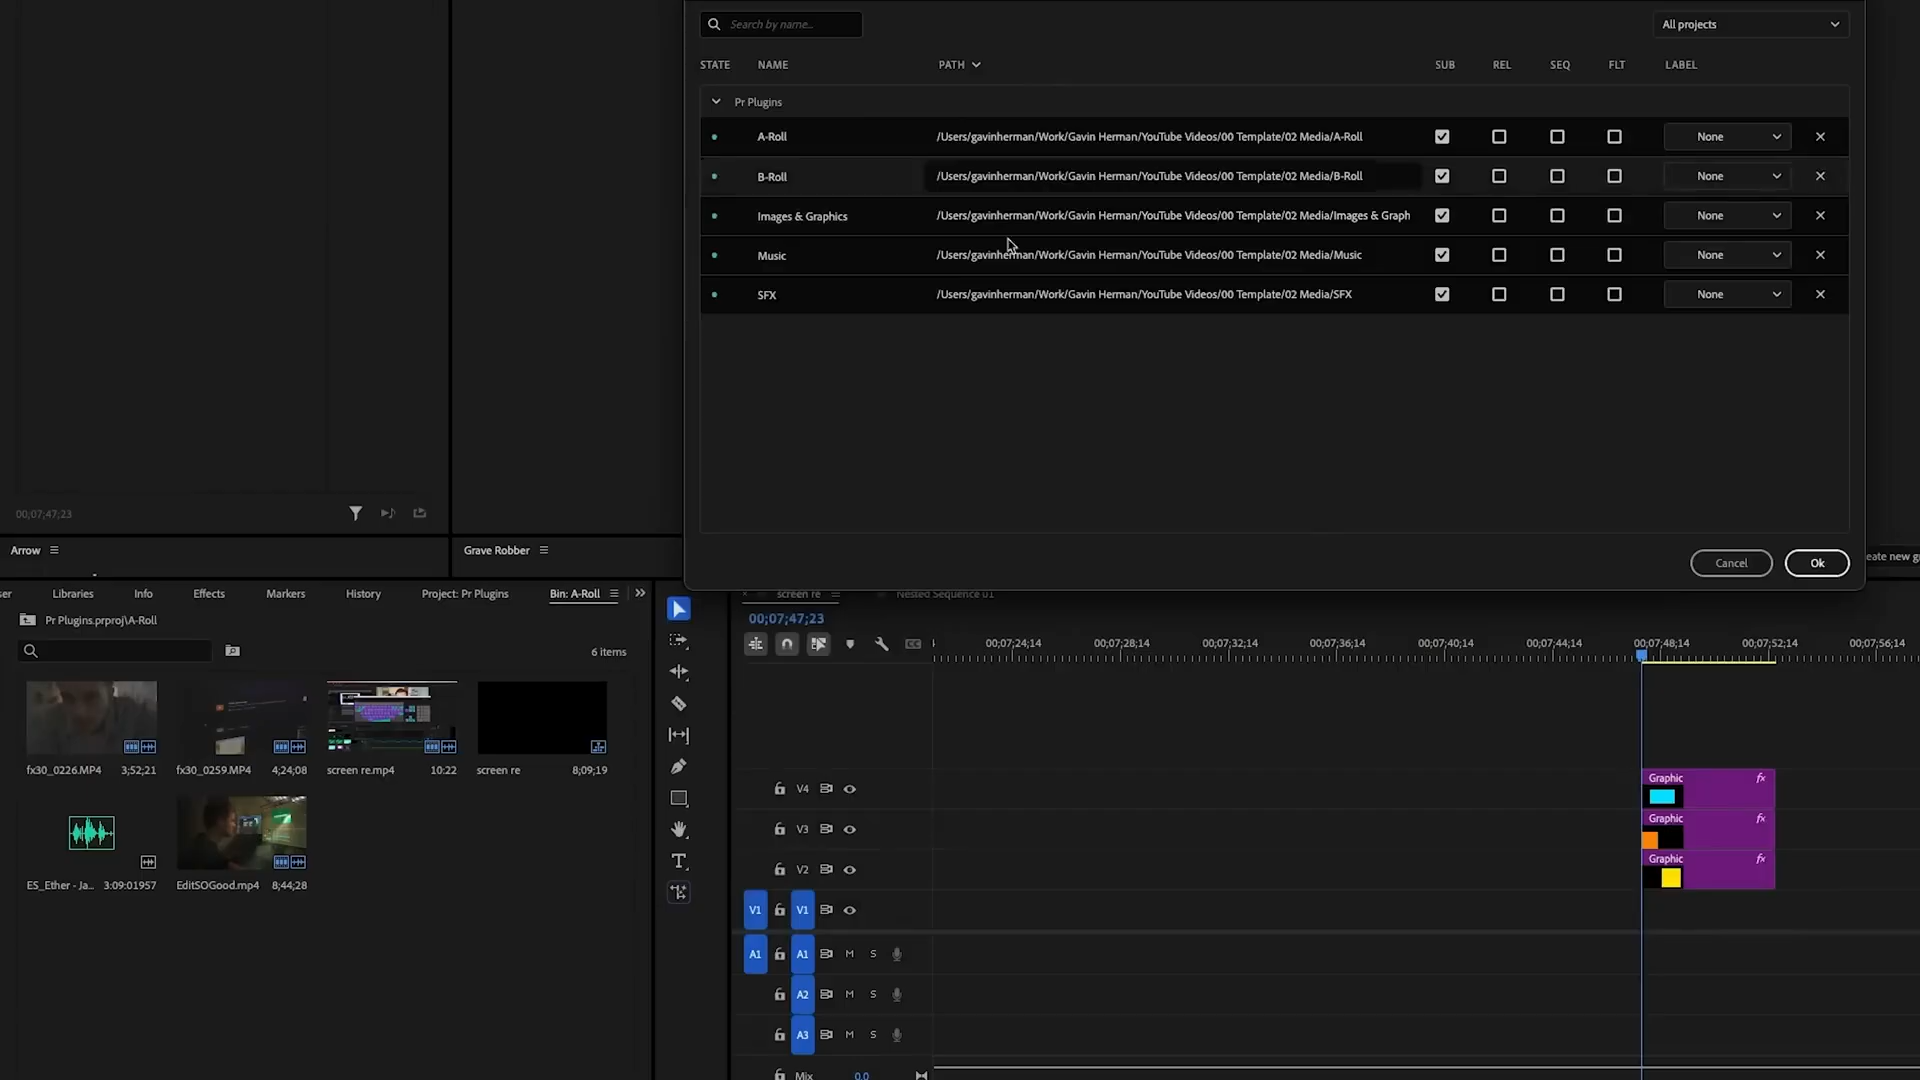 Search by name...
All projects
STATE NAME PATH SUB REL SEQ FLT LABEL
Pr Plugins
A-Roll /Users/gavinherman/Work/Gavin Herman/YouTube Videos/00 Template/02 Media/A-Roll None
B-Roll /Users/gavinherman/Work/Gavin Herman/YouTube Videos/00 Template/02 Media/B-Roll None
Images & Graphics /Users/gavinherman/Work/Gavin Herman/YouTube Videos/00 Template/02 Media/Images & Graph None
Music /Users/gavinherman/Work/Gavin Herman/YouTube Videos/00 Template/02 Media/Music None
SFX /Users/gavinherman/Work/Gavin Herman/YouTube Videos/00 Template/02 Media/SFX None
00;07;47;23
Arrow
Grave Robber
Cancel
Ok
eate new g
ser Libraries Info Effects Markers History Project: Pr Plugins Bin: A-Roll
Pr Plugins.prproj\A-Roll
6 items
fx30_0226.MP4 3;52;21
fx30_0259.MP4 4;24;08
screen re.mp4 10:22
screen re 8;09;19
ES_Ether - Ja... 3:09:01957
EditSOGood.mp4 8;44;28
screen re
Nested Sequence 01
00;07;47;23
CC
00;07;24;14 00;07;28;14 00;07;32;14 00;07;36;14 00;07;40;14 00;07;44;14 00;07;48;14 00;07;52;14 00;07;56;14
V4
Graphic fx
V3
Graphic fx
V2
Graphic fx
V1 V1
A1 A1 M S
A2 M S
A3 M S
Mix 0.0